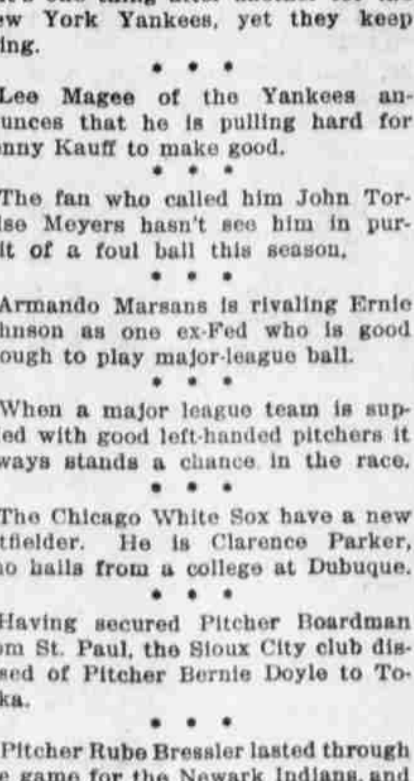 ew York Yankees, yet they keep
ing.
* * *
Lee Magee of the Yankees an-
unces that he is pulling hard for
nny Kauff to make good.
* * *
The fan who called him John Tor-
se Meyers hasn't see him in pur-
it of a foul ball this season.
* * *
Armando Marsans is rivaling Ernie
hnson as one ex-Fed who is good
ough to play major-league ball.
* * *
When a major league team is sup-
ed with good left-handed pitchers it
ways stands a chance in the race.
* * *
The Chicago White Sox have a new
tfielder. He is Clarence Parker,
o hails from a college at Dubuque.
* * *
Having secured Pitcher Boardman
om St. Paul, the Sioux City club dis-
sed of Pitcher Bernie Doyle to To-
ka.
* * *
Pitcher Rube Bressler lasted through
e game for the Newark Indians, and